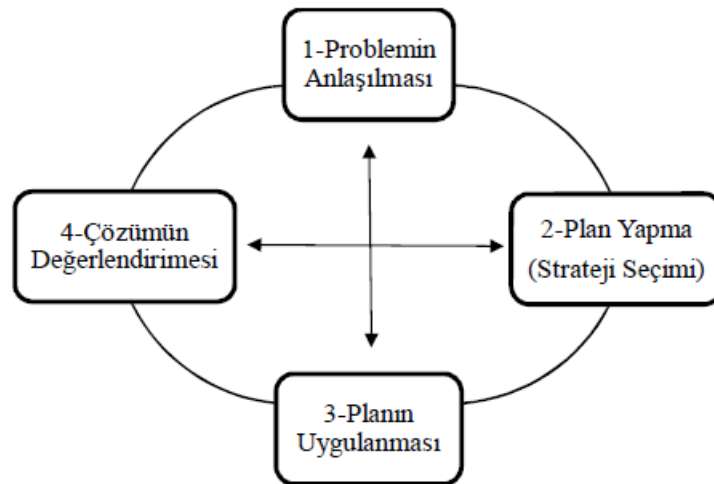 1-Problemin
Anlaşılması
2-Plan Yapma
(Strateji Seçimi)
3-Planın
Uygulanması
4-Çözümün
Değerlendirimesi